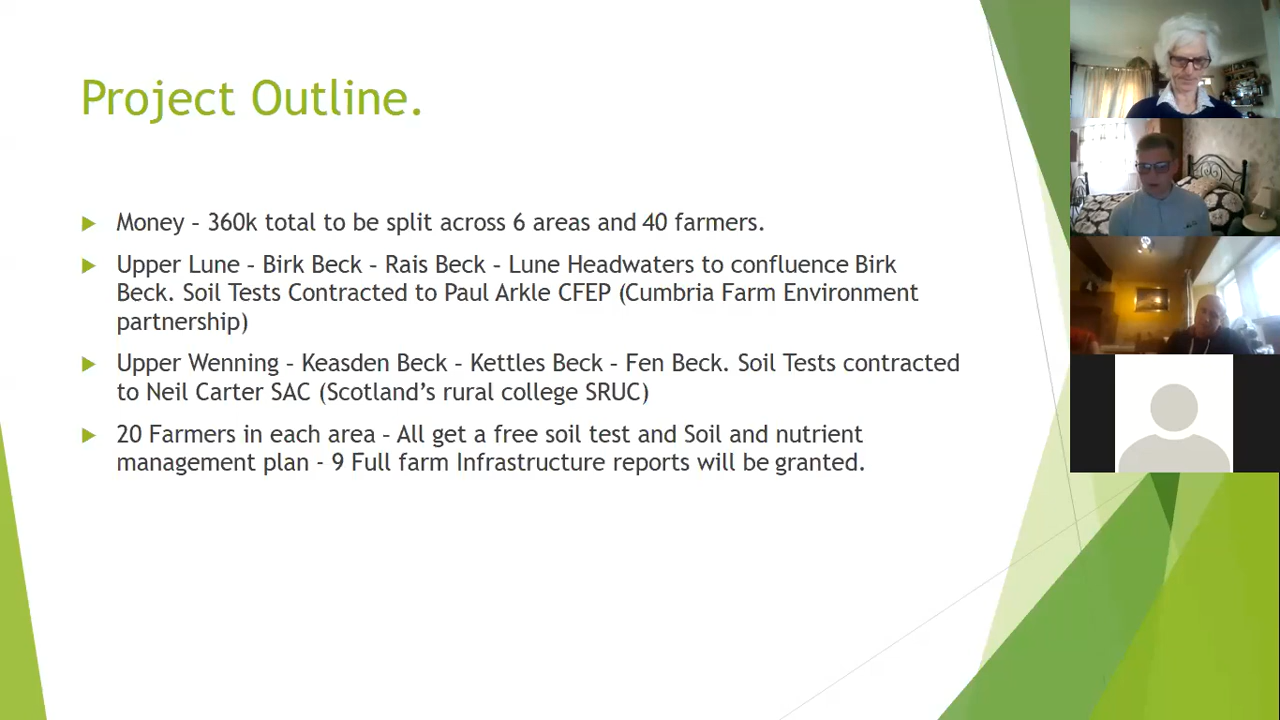 Project Outline.
Money – 360k total to be split across 6 areas and 40 farmers.
Upper Lune – Birk Beck – Rais Beck – Lune Headwaters to confluence Birk
Beck. Soil Tests Contracted to Paul Arkle CFEP (Cumbria Farm Environment
partnership)
Upper Wenning – Keasden Beck – Kettles Beck – Fen Beck. Soil Tests contracted
to Neil Carter SAC (Scotland’s rural college SRUC)
20 Farmers in each area – All get a free soil test and Soil and nutrient
management plan - 9 Full farm Infrastructure reports will be granted.